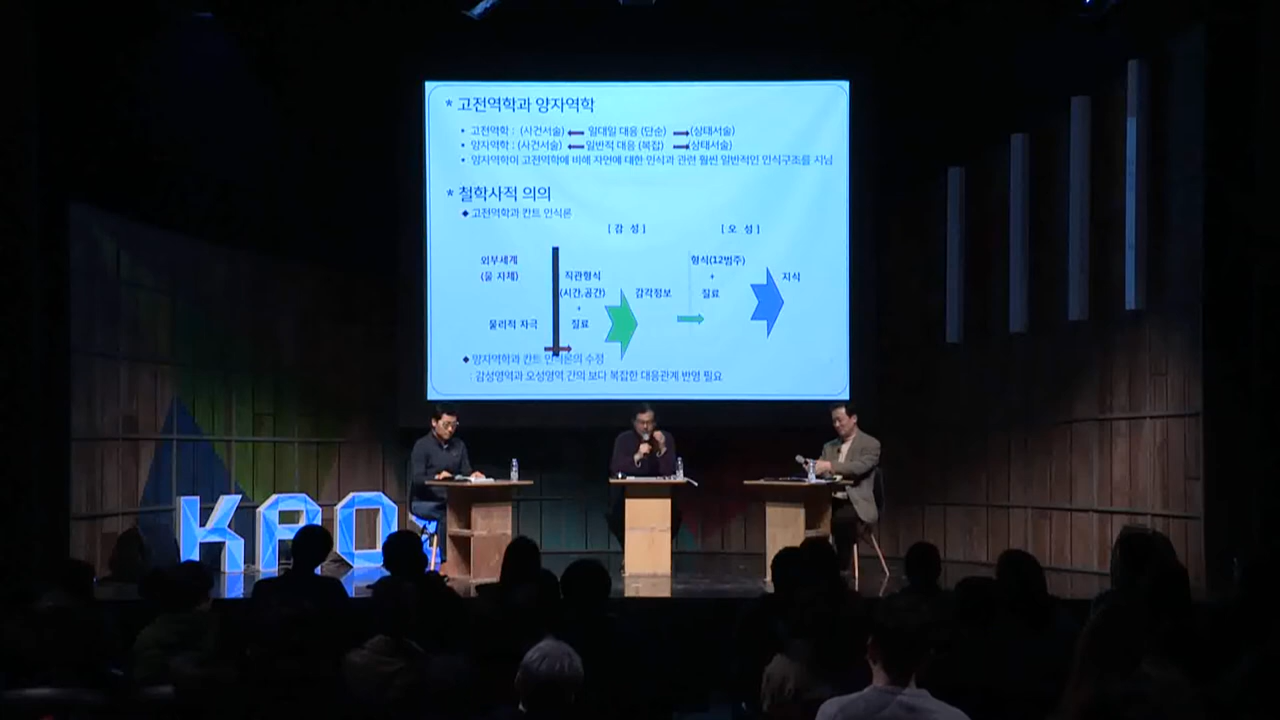 * 고전역학과 양자역학
• 고전역학 : (사건서술) 일대일 대응 (단순) (상태서술)
• 양자역학 : (사건서술) 일반적 대응 (복잡) (상태서술)
• 양자역학이 고전역학에 비해 자연에 대한 인식과 관련 훨씬 일반적인 인식구조를 지님
* 철학사적 의의
◆ 고전역학과 칸트 인식론
[ 감 성 ] [ 오 성 ]
외부세계 형식(12범주)
(물 자체) 직관형식 + 지식
(시간,공간) 감각정보 질료
+
물리적 자극 질료
◆ 양자역학과 칸트 인식론의 수정
: 감성영역과 오성영역 간의 보다 복잡한 대응관계 반영 필요
KAO